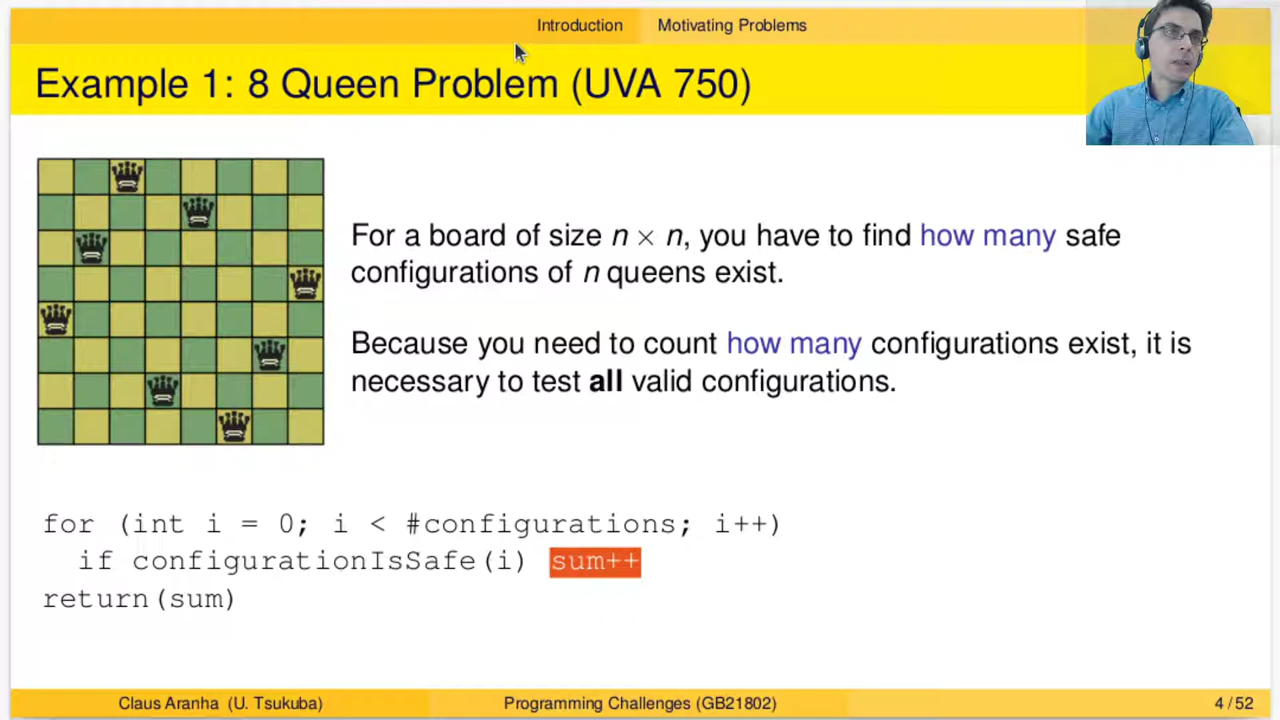 Introduction Motivating Problems
Example 1: 8 Queen Problem (UVA 750)
For a board of size n × n, you have to find how many safe
configurations of n queens exist.
Because you need to count how many configurations exist, it is
necessary to test all valid configurations.
for (int i = 0; i < #configurations; i++)
if configurationIsSafe(i) sum++
return(sum)
Claus Aranha (U. Tsukuba) Programming Challenges (GB21802) 4 / 52